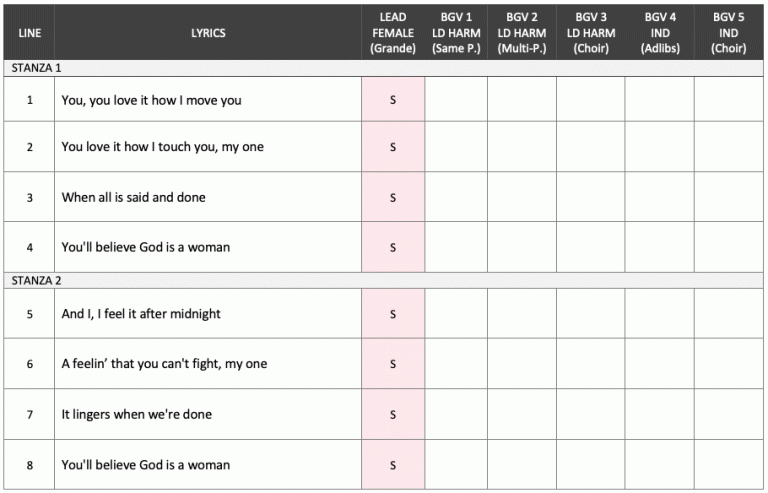 LINE LYRICS LEAD FEMALE (Grande) BGV 1 LD HARM (Same P.) BGV 2 LD HARM (Multi-P.) BGV 3 LD HARM (Choir) BGV 4 IND (Adlibs) BGV 5 IND (Choir)
STANZA 1
1 You, you love it how I move you S
2 You love it how I touch you, my one S
3 When all is said and done S
4 You'll believe God is a woman S
STANZA 2
5 And I, I feel it after midnight S
6 A feelin’ that you can't fight, my one S
7 It lingers when we're done S
8 You'll believe God is a woman S